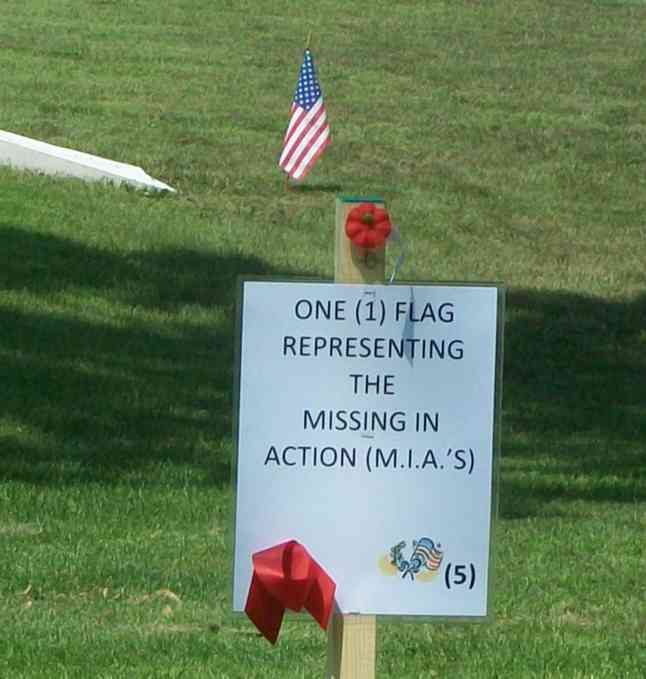 ONE (1) FLAG
REPRESENTING
THE
MISSING IN
ACTION (M.I.A.'S)
(5)